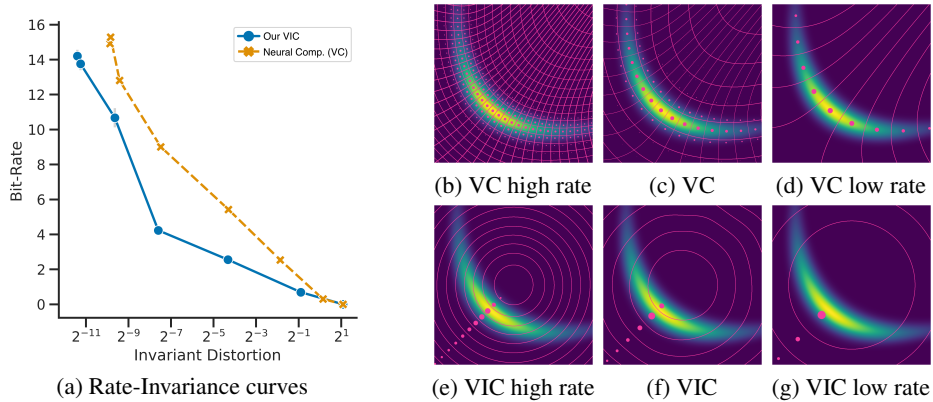 16
14
12
10
8
6
4
2
0
Bit-Rate
Our VIC
Neural Comp. (VC)
2⁻¹¹ 2⁻⁹ 2⁻⁷ 2⁻⁵ 2⁻³ 2⁻¹ 2¹
Invariant Distortion
(a) Rate-Invariance curves
(b) VC high rate
(c) VC
(d) VC low rate
(e) VIC high rate
(f) VIC
(g) VIC low rate